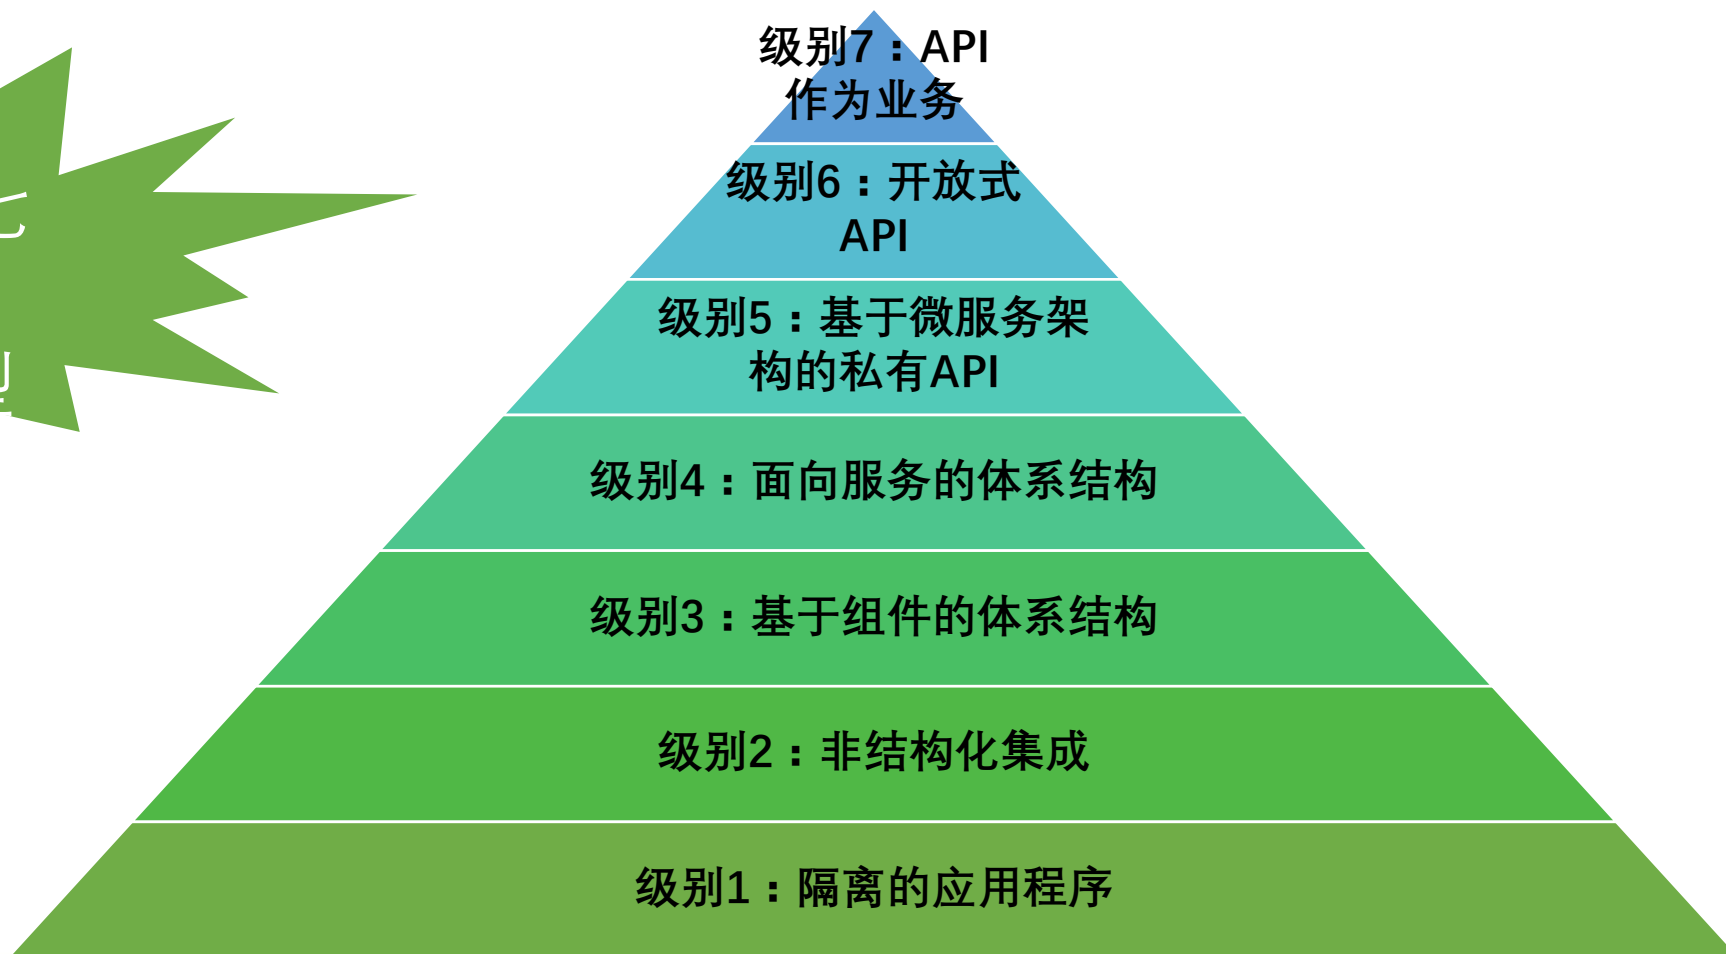 级别7：API
作为业务
级别6：开放式
API
级别5：基于微服务架
构的私有API
级别4：面向服务的体系结构
级别3：基于组件的体系结构
级别2：非结构化集成
级别1：隔离的应用程序